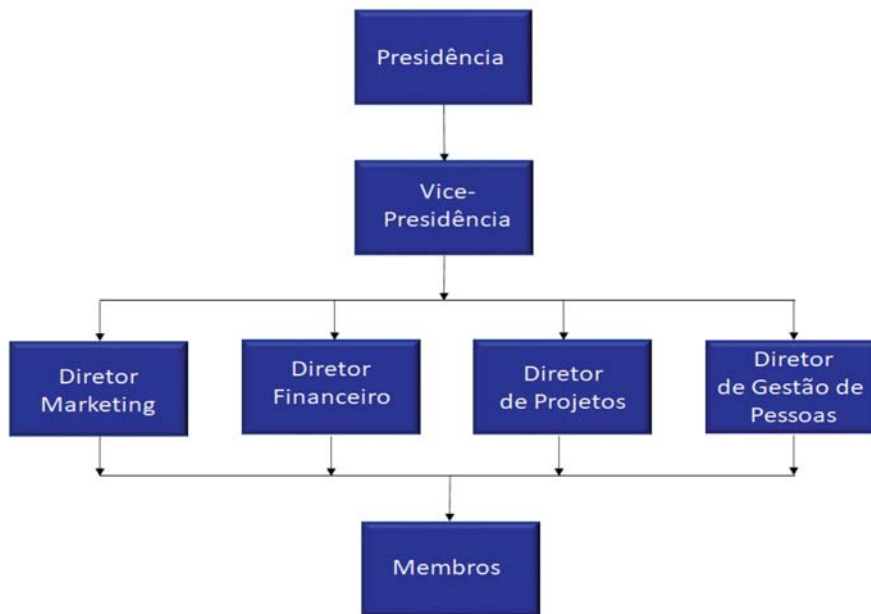 Presidência
Vice-
Presidência
Diretor
Marketing
Diretor
Financeiro
Diretor
de Projetos
Diretor
de Gestão de
Pessoas
Membros